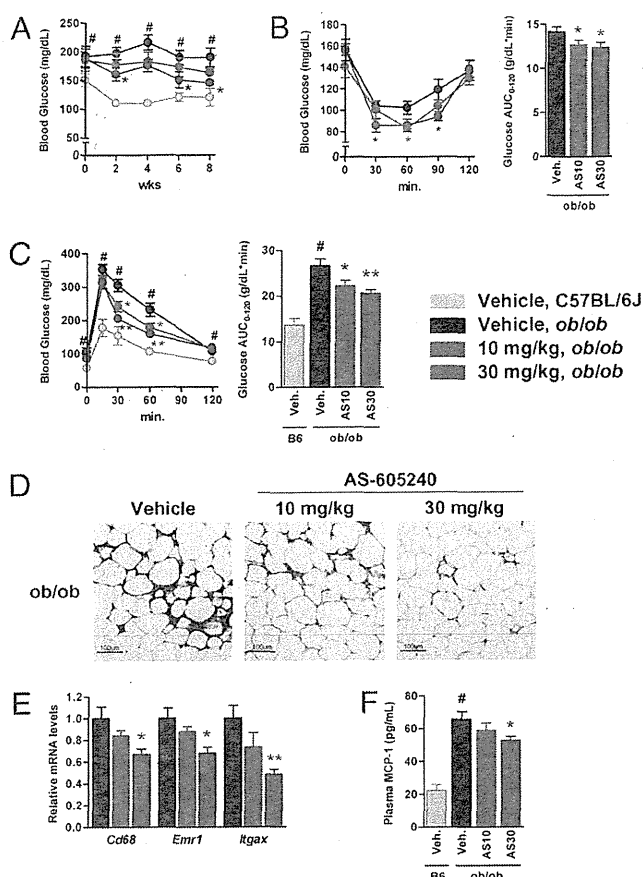 A
Blood Glucose (mg/dL)
250
200
150
100
50
0
# # # # #
* * *
0 2 4 6 8
wks
B
Blood Glucose (mg/dL)
180
160
140
120
100
80
0
* * *
0 30 60 90 120
min.
Glucose AUC0-120 (g/dL*min)
15
10
5
0
* *
Veh. AS10 AS30
ob/ob
C
Blood Glucose (mg/dL)
400
300
200
100
0
# # # # #
* *
** **
0 30 60 90 120
min.
Glucose AUC0-120 (g/dL*min)
30
20
10
0
# * **
Veh. Veh. AS10 AS30
B6 ob/ob
Vehicle, C57BL/6J
Vehicle, ob/ob
10 mg/kg, ob/ob
30 mg/kg, ob/ob
D
AS-605240
Vehicle 10 mg/kg 30 mg/kg
ob/ob
100µm 100µm 100µm
E
Relative mRNA levels
1.4
1.2
1.0
0.8
0.6
0.4
0.2
0.0
* * **
Cd68 Emr1 Itgax
F
Plasma MCP-1 (pg/mL)
80
60
40
20
0
# *
Veh. Veh. AS10 AS30
B6 ob/ob